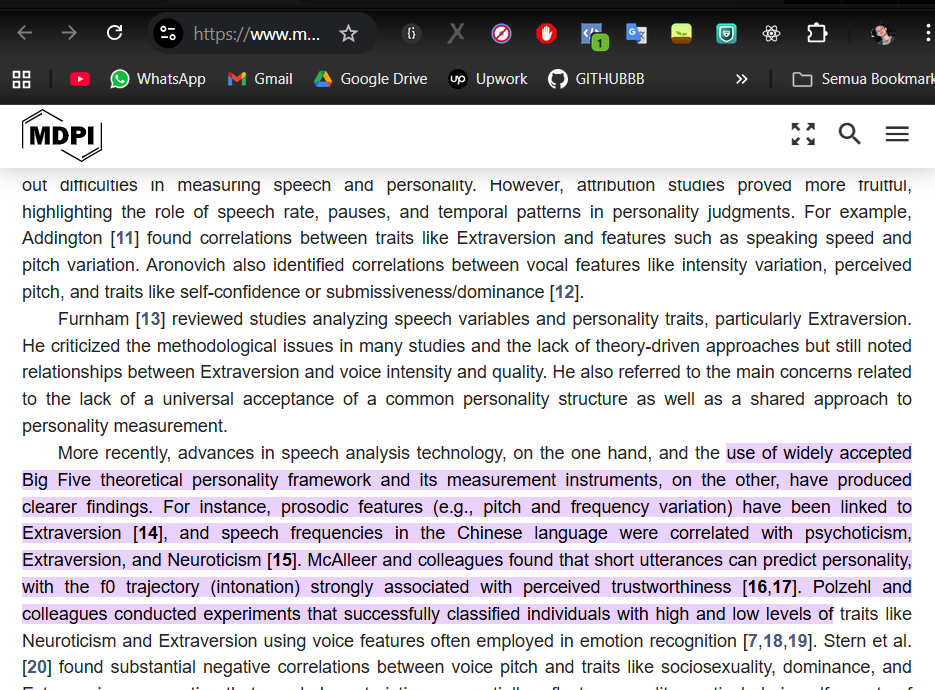 https://www.m...
1
WhatsApp
Gmail
Google Drive
up Upwork
GITHUBBB
»
Semua Bookmark
MDPI
out difficulties in measuring speech and personality. However, attribution studies proved more fruitful,
highlighting the role of speech rate, pauses, and temporal patterns in personality judgments. For example,
Addington [11] found correlations between traits like Extraversion and features such as speaking speed and
pitch variation. Aronovich also identified correlations between vocal features like intensity variation, perceived
pitch, and traits like self-confidence or submissiveness/dominance [12].
Furnham [13] reviewed studies analyzing speech variables and personality traits, particularly Extraversion.
He criticized the methodological issues in many studies and the lack of theory-driven approaches but still noted
relationships between Extraversion and voice intensity and quality. He also referred to the main concerns related
to the lack of a universal acceptance of a common personality structure as well as a shared approach to
personality measurement.
More recently, advances in speech analysis technology, on the one hand, and the use of widely accepted
Big Five theoretical personality framework and its measurement instruments, on the other, have produced
clearer findings. For instance, prosodic features (e.g., pitch and frequency variation) have been linked to
Extraversion [14], and speech frequencies in the Chinese language were correlated with psychoticism,
Extraversion, and Neuroticism [15]. McAlleer and colleagues found that short utterances can predict personality,
with the f0 trajectory (intonation) strongly associated with perceived trustworthiness [16,17]. Polzehl and
colleagues conducted experiments that successfully classified individuals with high and low levels of traits like
Neuroticism and Extraversion using voice features often employed in emotion recognition [7,18,19]. Stern et al.
[20] found substantial negative correlations between voice pitch and traits like sociosexuality, dominance, and